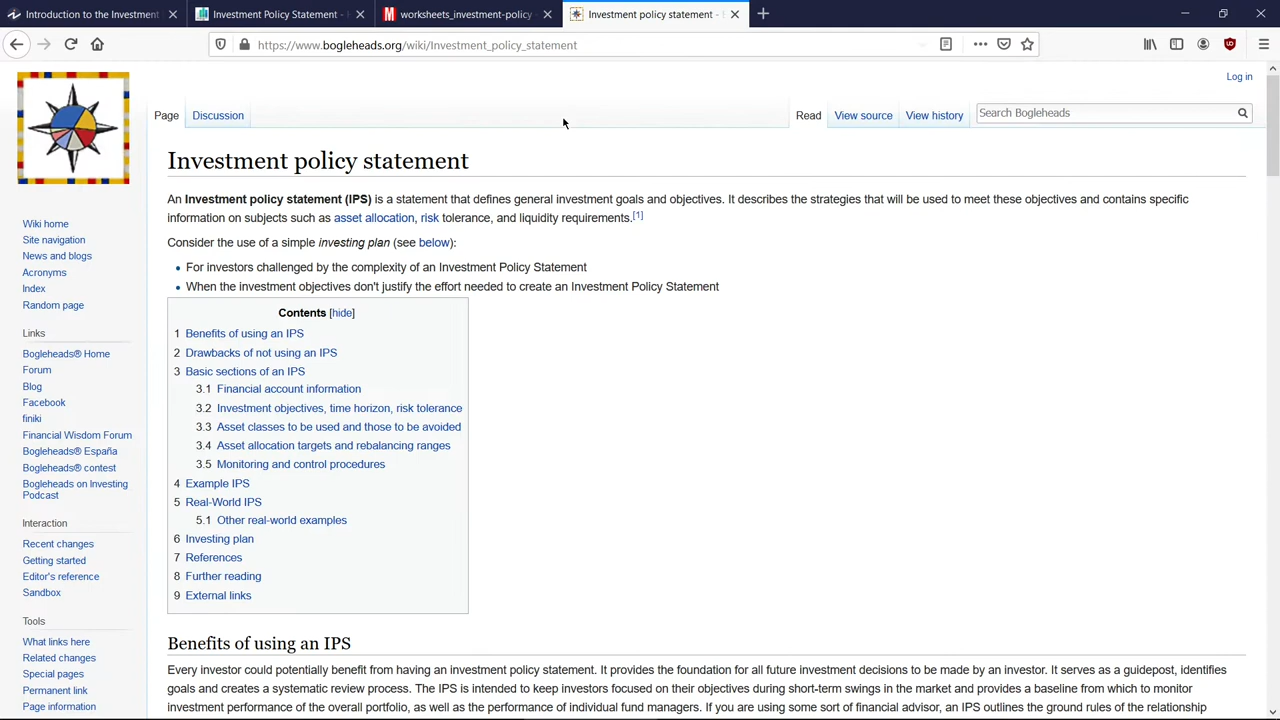 Introduction to the Investment
Investment Policy Statement -
worksheets_investment-policy
Investment policy statement -
https://www.bogleheads.org/wiki/Investment_policy_statement
Log in
Page
Discussion
Read
View source
View history
Search Bogleheads
Investment policy statement
An Investment policy statement (IPS) is a statement that defines general investment goals and objectives. It describes the strategies that will be used to meet these objectives and contains specific
information on subjects such as asset allocation, risk tolerance, and liquidity requirements.[1]
Consider the use of a simple investing plan (see below):
• For investors challenged by the complexity of an Investment Policy Statement
• When the investment objectives don't justify the effort needed to create an Investment Policy Statement
Contents [hide]
1 Benefits of using an IPS
2 Drawbacks of not using an IPS
3 Basic sections of an IPS
3.1 Financial account information
3.2 Investment objectives, time horizon, risk tolerance
3.3 Asset classes to be used and those to be avoided
3.4 Asset allocation targets and rebalancing ranges
3.5 Monitoring and control procedures
4 Example IPS
5 Real-World IPS
5.1 Other real-world examples
6 Investing plan
7 References
8 Further reading
9 External links
Benefits of using an IPS
Every investor could potentially benefit from having an investment policy statement. It provides the foundation for all future investment decisions to be made by an investor. It serves as a guidepost, identifies
goals and creates a systematic review process. The IPS is intended to keep investors focused on their objectives during short-term swings in the market and provides a baseline from which to monitor
investment performance of the overall portfolio, as well as the performance of individual fund managers. If you are using some sort of financial advisor, an IPS outlines the ground rules of the relationship
Wiki home
Site navigation
News and blogs
Acronyms
Index
Random page
Links
Bogleheads® Home
Forum
Blog
Facebook
finiki
Financial Wisdom Forum
Bogleheads® España
Bogleheads® contest
Bogleheads on Investing
Podcast
Interaction
Recent changes
Getting started
Editor's reference
Sandbox
Tools
What links here
Related changes
Special pages
Permanent link
Page information